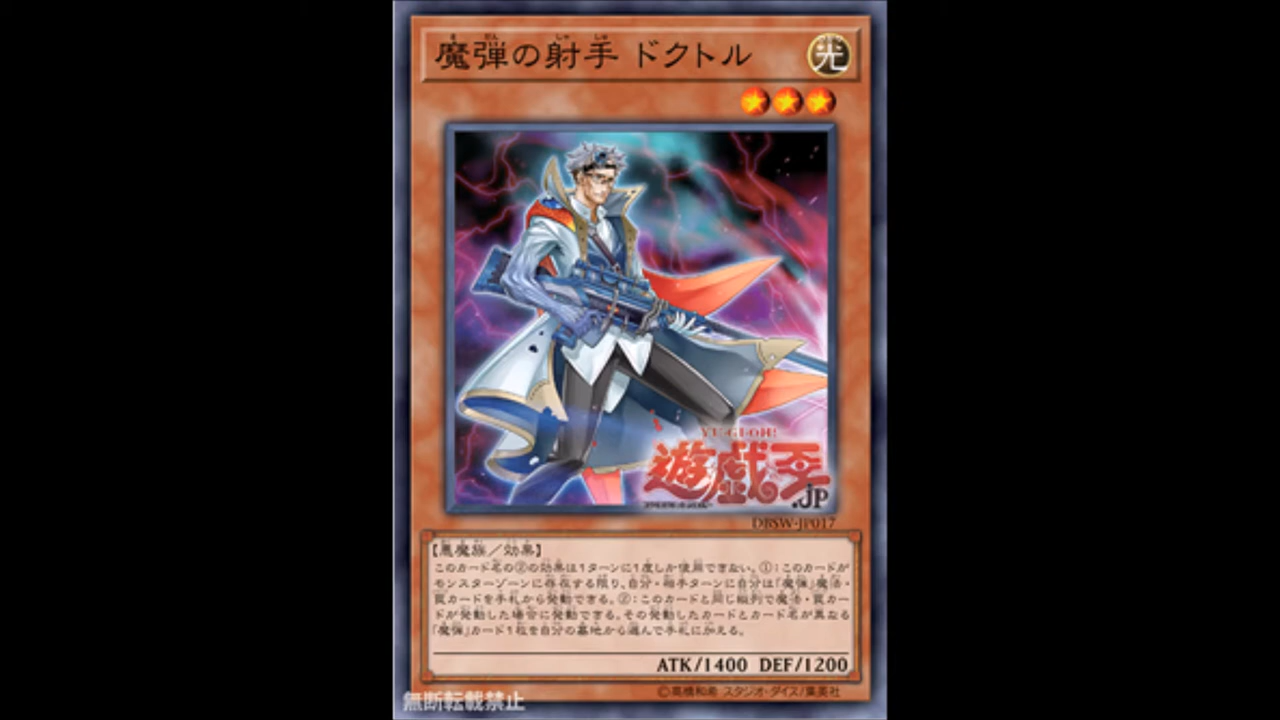 魔弾の射手 ドクトル
光
YU-GI-OH!
遊戯王
.JP
DBSW-JP017
【悪魔族/効果】
このカード名の②の効果は1ターンに1度しか使用できない。①:このカードが
モンスターゾーンに存在する限り、自分・相手ターンに自分は「魔弾」魔法・
罠カードを手札から発動できる。②:このカードと同じ縦列で魔法・罠カー
ドが発動した場合に発動できる。その発動したカードとカード名が異なる
「魔弾」カード1枚を自分の墓地から選んで手札に加える。
ATK/1400 DEF/1200
©高橋和希 スタジオ・ダイス/集英社
無断転載禁止